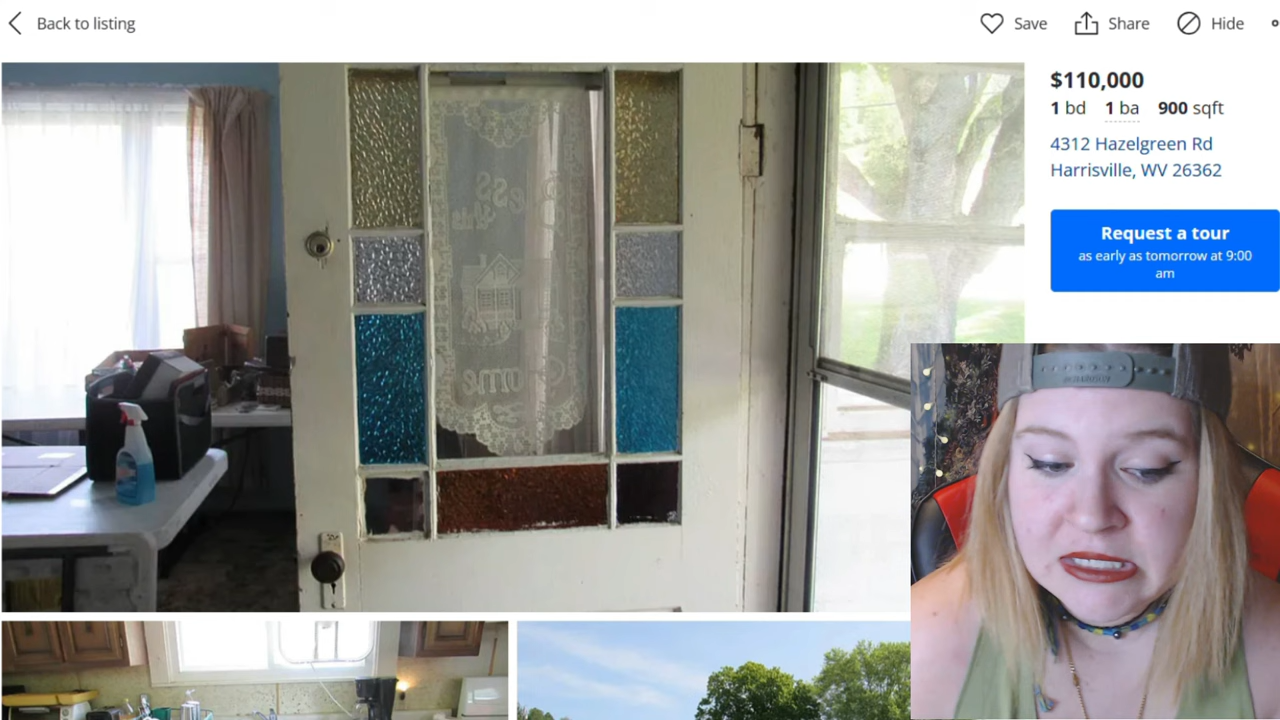 Back to listing
Save
Share
Hide
$110,000
1 bd 1 ba 900 sqft
4312 Hazelgreen Rd
Harrisville, WV 26362
Request a tour
as early as tomorrow at 9:00
am